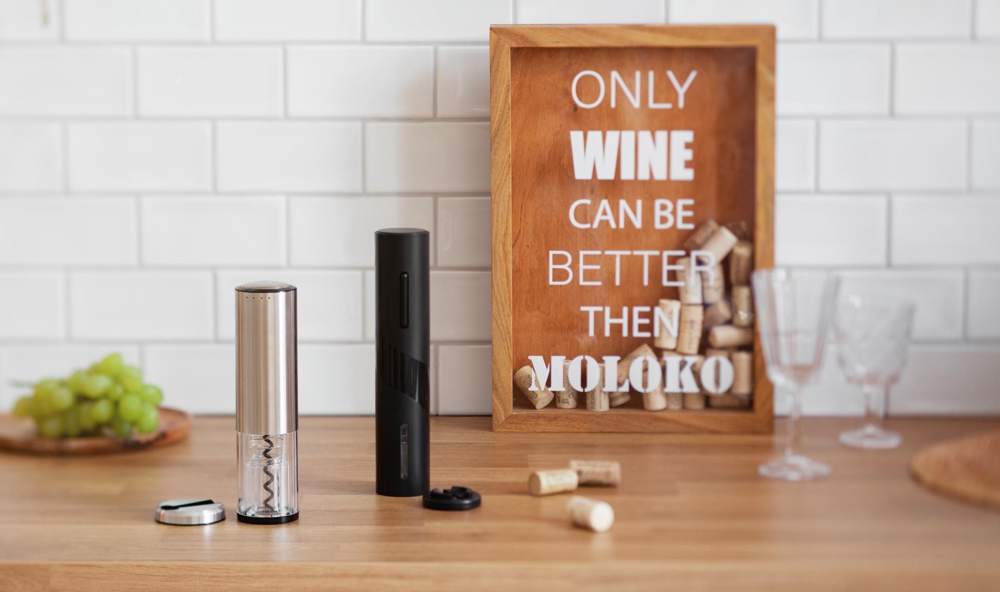 ONLY
WINE
CAN BE
BETTER
THEN
MOLOKO